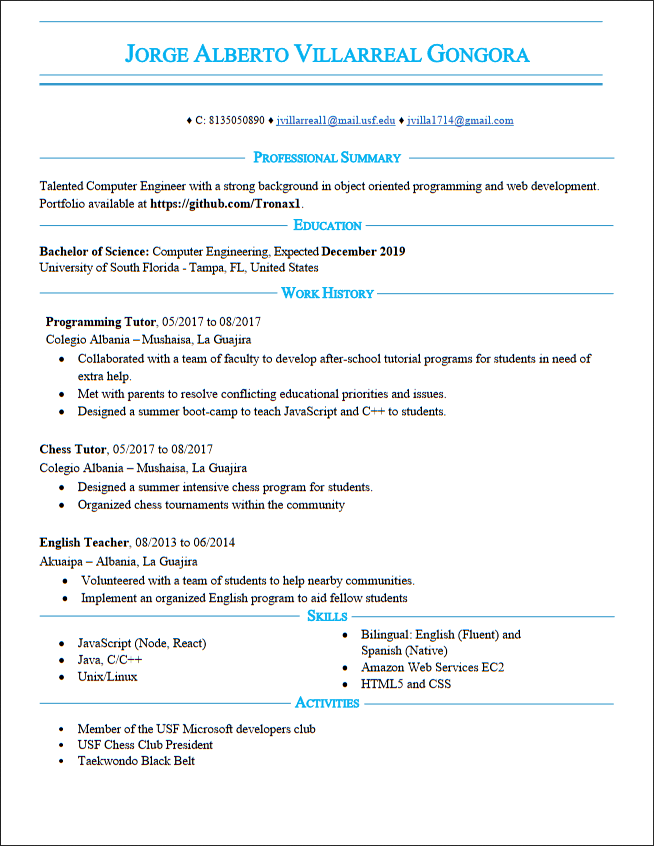 JORGE ALBERTO VILLARREAL GONGORA
♦ C: 8135050890 ♦ jvillarreal1@mail.usf.edu ♦ jvilla1714@gmail.com
PROFESSIONAL SUMMARY
Talented Computer Engineer with a strong background in object oriented programming and web development.
Portfolio available at https://github.com/Tronax1.
EDUCATION
Bachelor of Science: Computer Engineering, Expected December 2019
University of South Florida - Tampa, FL, United States
WORK HISTORY
Programming Tutor, 05/2017 to 08/2017
Colegio Albania – Mushaisa, La Guajira
• Collaborated with a team of faculty to develop after-school tutorial programs for students in need of
extra help.
• Met with parents to resolve conflicting educational priorities and issues.
• Designed a summer boot-camp to teach JavaScript and C++ to students.
Chess Tutor, 05/2017 to 08/2017
Colegio Albania – Mushaisa, La Guajira
• Designed a summer intensive chess program for students.
• Organized chess tournaments within the community
English Teacher, 08/2013 to 06/2014
Akuaipa – Albania, La Guajira
• Volunteered with a team of students to help nearby communities.
• Implement an organized English program to aid fellow students
SKILLS
• JavaScript (Node, React)
• Java, C/C++
• Unix/Linux
• Bilingual: English (Fluent) and
Spanish (Native)
• Amazon Web Services EC2
• HTML5 and CSS
ACTIVITIES
• Member of the USF Microsoft developers club
• USF Chess Club President
• Taekwondo Black Belt